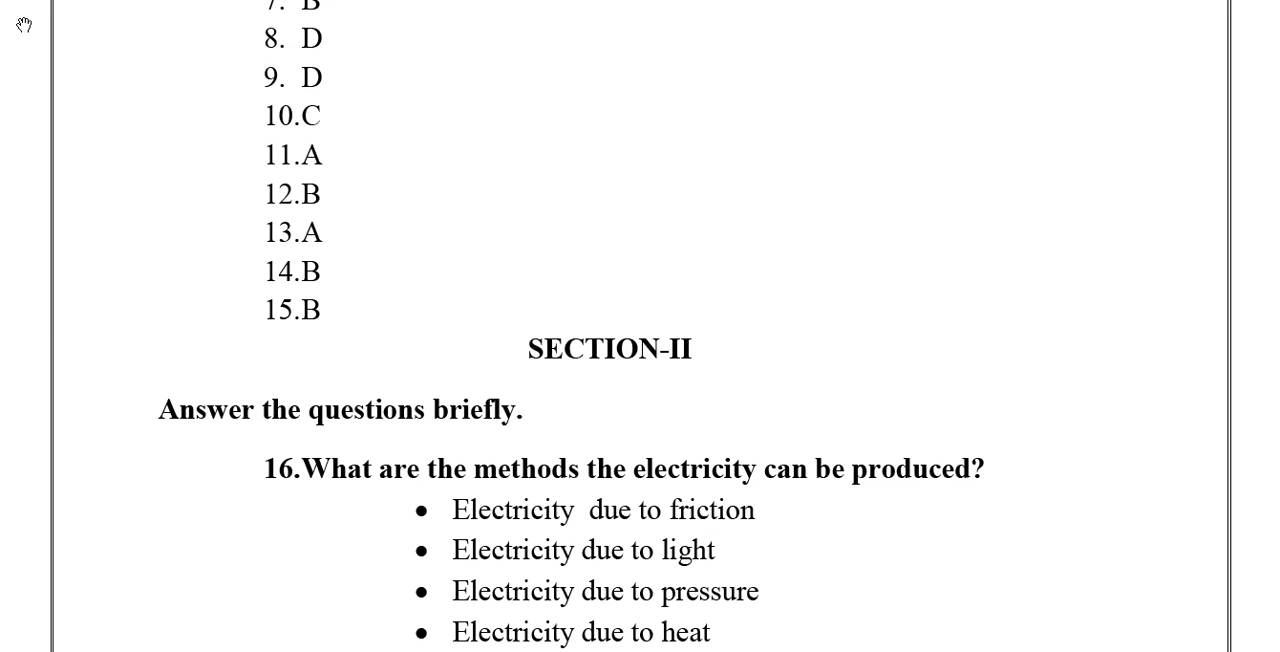 7. B
8. D
9. D
10.C
11.A
12.B
13.A
14.B
15.B
SECTION-II
Answer the questions briefly.
16.What are the methods the electricity can be produced?
• Electricity due to friction
• Electricity due to light
• Electricity due to pressure
• Electricity due to heat